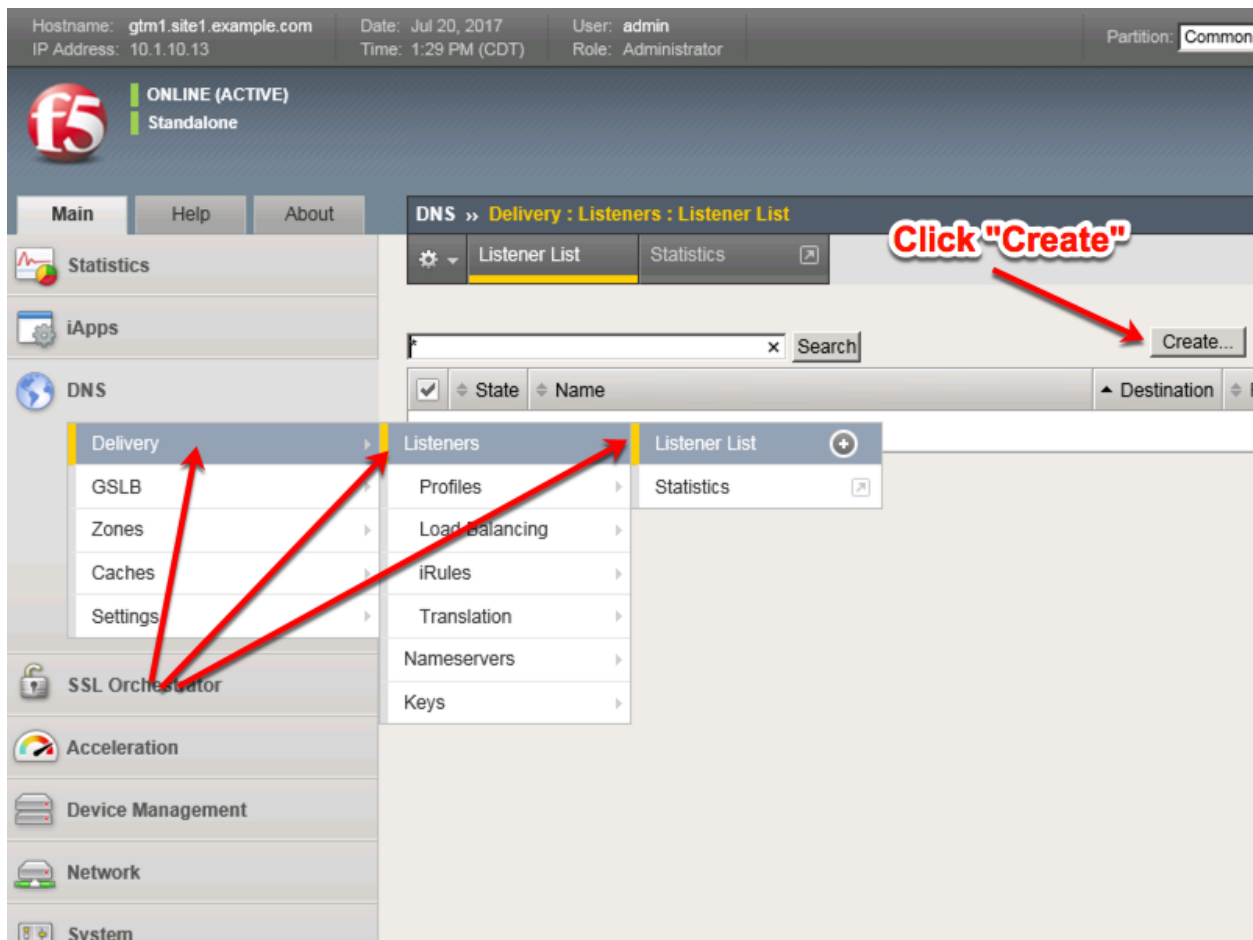 Hostname: gtm1.site1.example.com Date: Jul 20, 2017 User: admin
IP Address: 10.1.10.13 Time: 1:29 PM (CDT) Role: Administrator
Partition: Common
f5
ONLINE (ACTIVE)
Standalone
Main Help About
DNS ›› Delivery : Listeners : Listener List
Click "Create"
Listener List Statistics
Statistics
iApps
* × Search Create...
DNS
State Name Destination
Delivery Listeners Listener List
GSLB Profiles Statistics
Zones Load Balancing
Caches iRules
Settings Translation
Nameservers
SSL Orchestrator
Keys
Acceleration
Device Management
Network
System